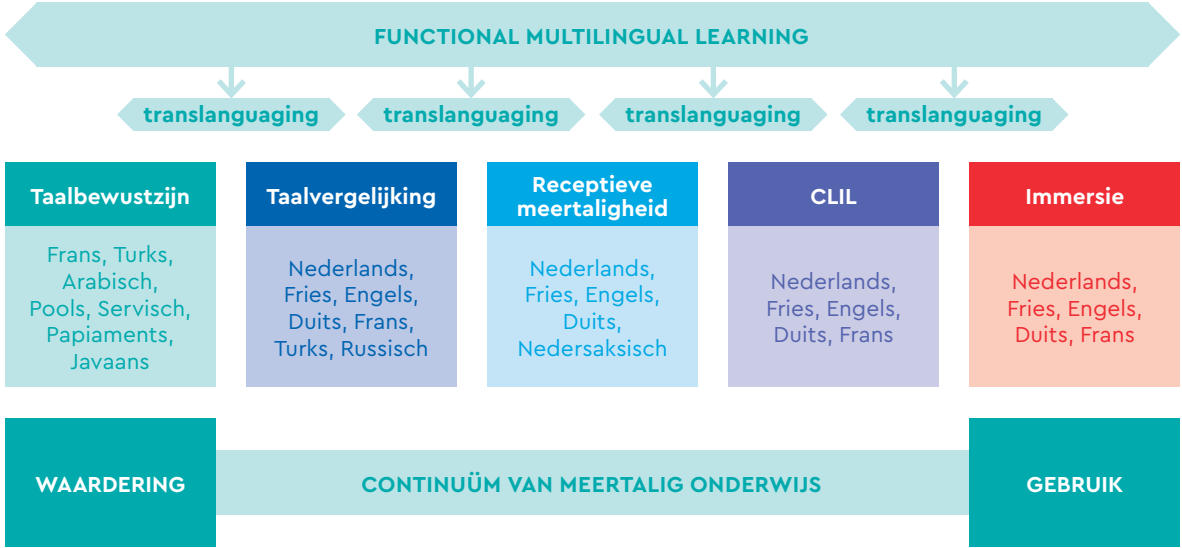 FUNCTIONAL MULTILINGUAL LEARNING
translanguaging
translanguaging
translanguaging
translanguaging
Taalbewustzijn
Frans, Turks,
Arabisch,
Pools, Servisch,
Papiaments,
Javaans
Taalvergelijking
Nederlands,
Fries, Engels,
Duits, Frans,
Turks, Russisch
Receptieve
meertaligheid
Nederlands,
Fries, Engels,
Duits,
Nedersaksisch
CLIL
Nederlands,
Fries, Engels,
Duits, Frans
Immersie
Nederlands,
Fries, Engels,
Duits, Frans
WAARDERING
CONTINUÜM VAN MEERTALIG ONDERWIJS
GEBRUIK